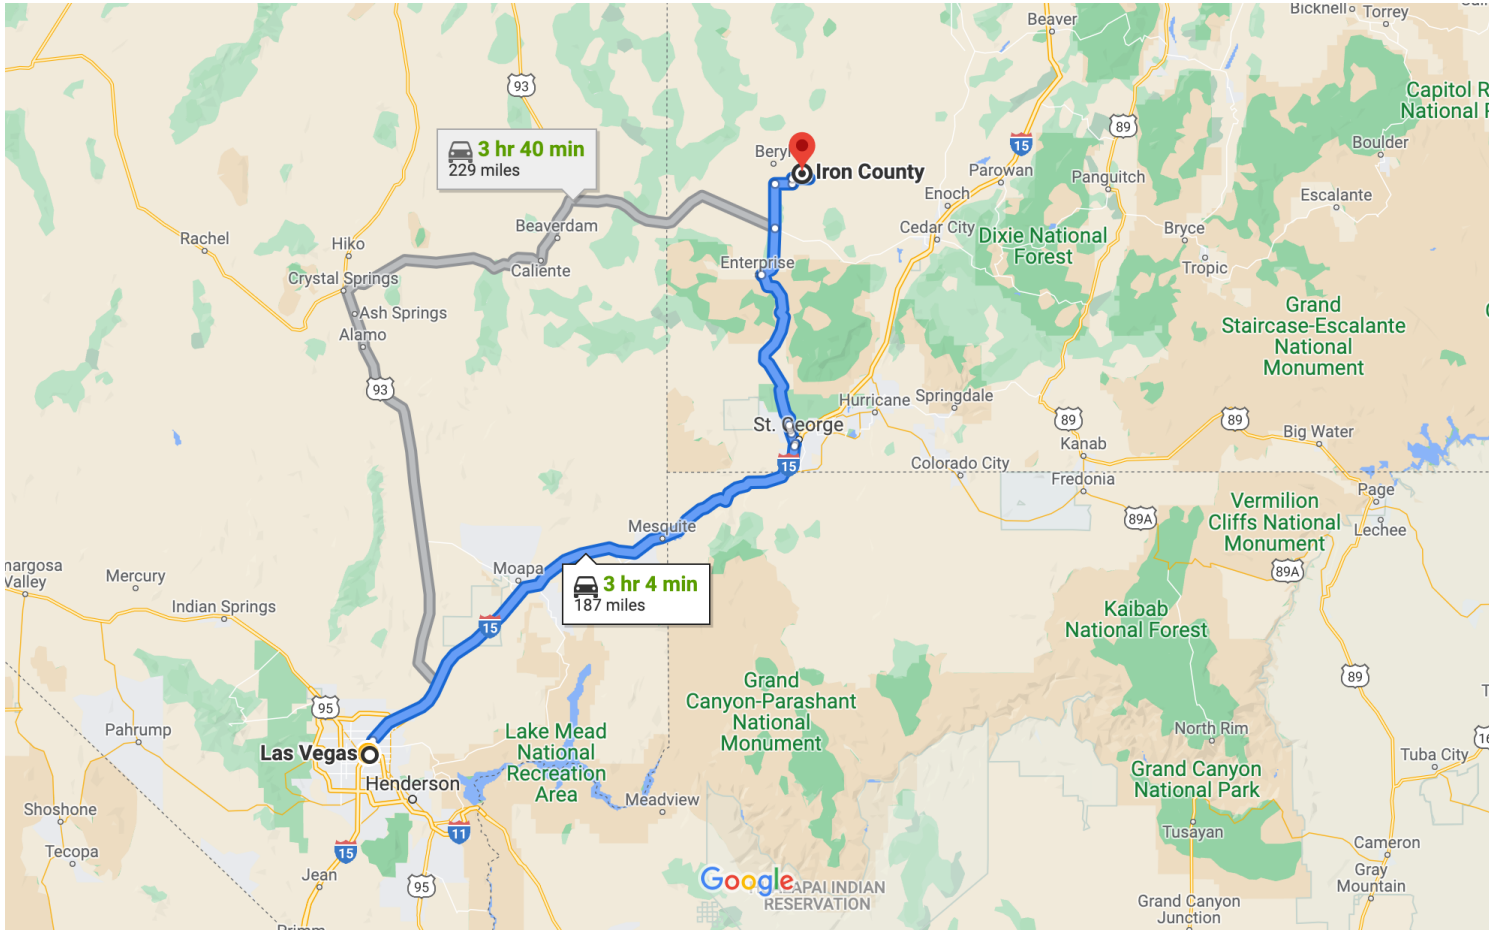 Beaver
Bicknell
Torrey
93
Capitol R
National F
89
15
Boulder
3 hr 40 min
229 miles
Iron County
Parowan
Panguitch
Enoch
Escalante
Beaverdam
Cedar City
Dixie National
Forest
Bryce
Rachel
Hiko
Caliente
Enterprise
Tropic
Crystal Springs
Ash Springs
Alamo
Grand
Staircase-Escalante
National
Monument
93
Hurricane
Springdale
St. George
89
89
Big Water
Kanab
15
Colorado City
Fredonia
Page
Vermilion
Cliffs National
Monument
89A
Lechee
Mesquite
Moapa
3 hr 4 min
187 miles
Valley
Mercury
89A
Indian Springs
15
Kaibab
National Forest
89
Grand
Canyon-Parashant
National
Monument
95
Pahrump
Lake Mead
National
Recreation
Area
North Rim
Tuba City
Las Vegas
Henderson
Grand Canyon
National Park
Meadview
Shoshone
11
Tusayan
15
Tecopa
Cameron
Jean
95
Google
INDIAN
RESERVATION
Gray
Mountain
Grand Canyon
Junction